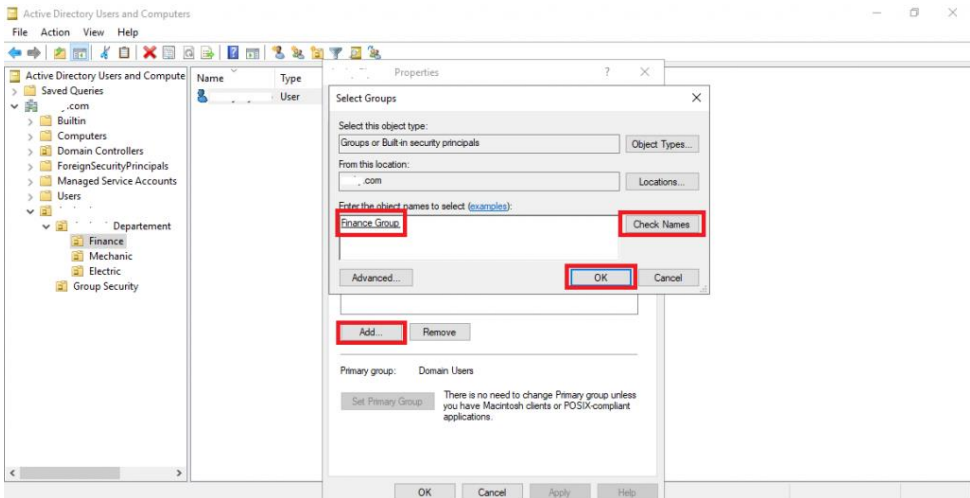 Active Directory Users and Computers
File Action View Help
Active Directory Users and Compute
Saved Queries
.com
Builtin
Computers
Domain Controllers
ForeignSecurityPrincipals
Managed Service Accounts
Users
Departement
Finance
Mechanic
Electric
Group Security
Name Type
User
Properties ?
Select Groups
Select this object type:
Groups or Built-in security principals Object Types...
From this location:
.com Locations...
Enter the object names to select (examples):
Finance Group Check Names
Advanced... OK Cancel
Add... Remove
Primary group: Domain Users
Set Primary Group
There is no need to change Primary group unless
you have Macintosh clients or POSIX-compliant
applications.
OK Cancel Apply Help